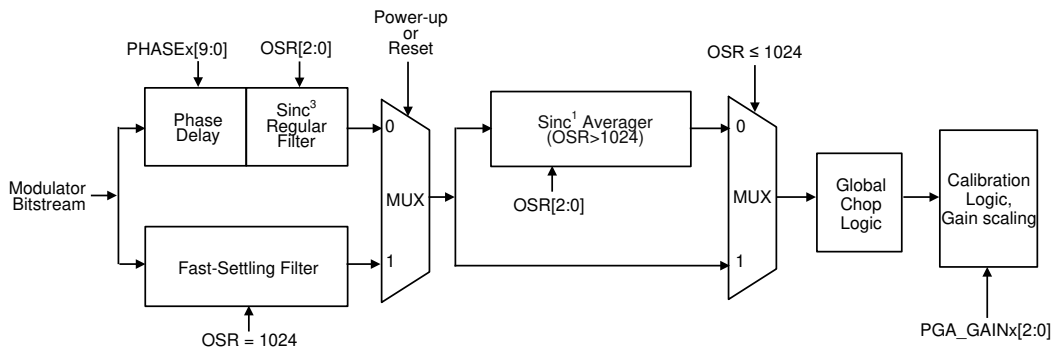 Power-up
or
Reset
PHASEx[9:0]
OSR[2:0]
OSR ≤ 1024
Phase
Delay
Sinc³
Regular
Filter
0
Sinc¹ Averager
(OSR>1024)
0
Modulator
Bitstream
MUX
OSR[2:0]
MUX
Global
Chop
Logic
Calibration
Logic,
Gain scaling
Fast-Settling Filter
1
1
OSR = 1024
PGA_GAINx[2:0]